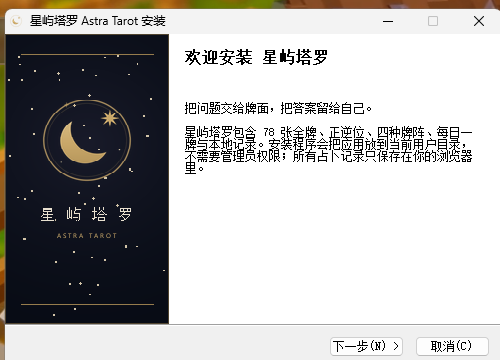 星屿塔罗 Astra Tarot 安装
星 屿 塔 罗
ASTRA TAROT
欢迎安装 星屿塔罗
把问题交给牌面，把答案留给自己。
星屿塔罗包含 78 张全牌、正逆位、四种牌阵、每日一
牌与本地记录。安装程序会把应用放到当前用户目录，
不需要管理员权限；所有占卜记录只保存在你的浏览器
里。
下一步(N) >
取消(C)